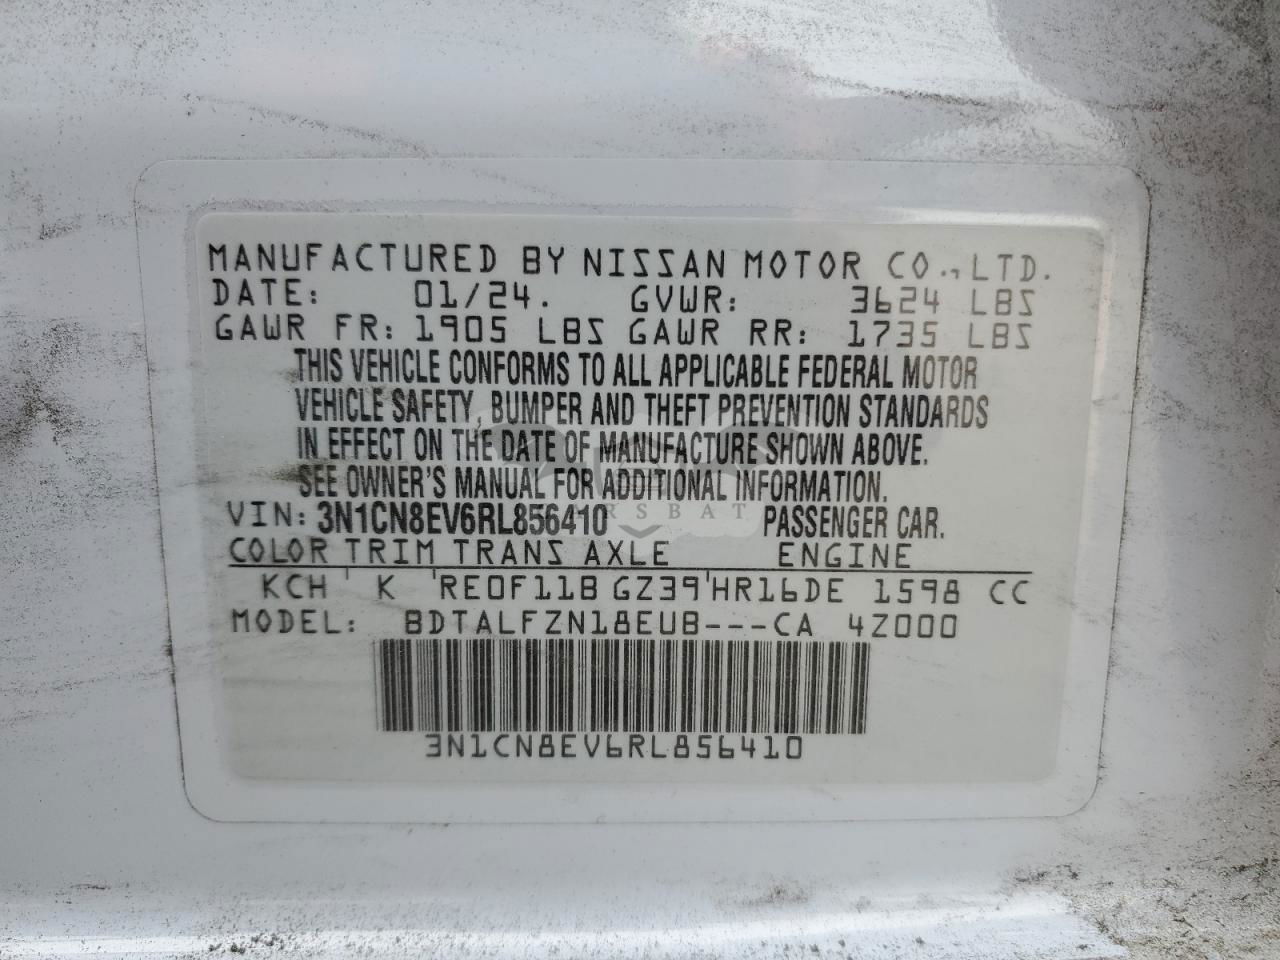 MANUFACTURED BY NISSAN MOTOR CO., LTD.
DATE: 01/24. GVWR: 3624 LBS
GAWR FR: 1905 LBS GAWR RR: 1735 LBS
THIS VEHICLE CONFORMS TO ALL APPLICABLE FEDERAL MOTOR
VEHICLE SAFETY, BUMPER AND THEFT PREVENTION STANDARDS
IN EFFECT ON THE DATE OF MANUFACTURE SHOWN ABOVE.
SEE OWNER'S MANUAL FOR ADDITIONAL INFORMATION.
VIN: 3N1CN8EV6RL856410 PASSENGER CAR.
COLOR TRIM TRANS AXLE ENGINE
KCH ' K 'RE0F11B GZ39'HR16DE 1598 CC
MODEL: BDTALFZN18EUB---CA 4Z000
3N1CN8EV6RL856410